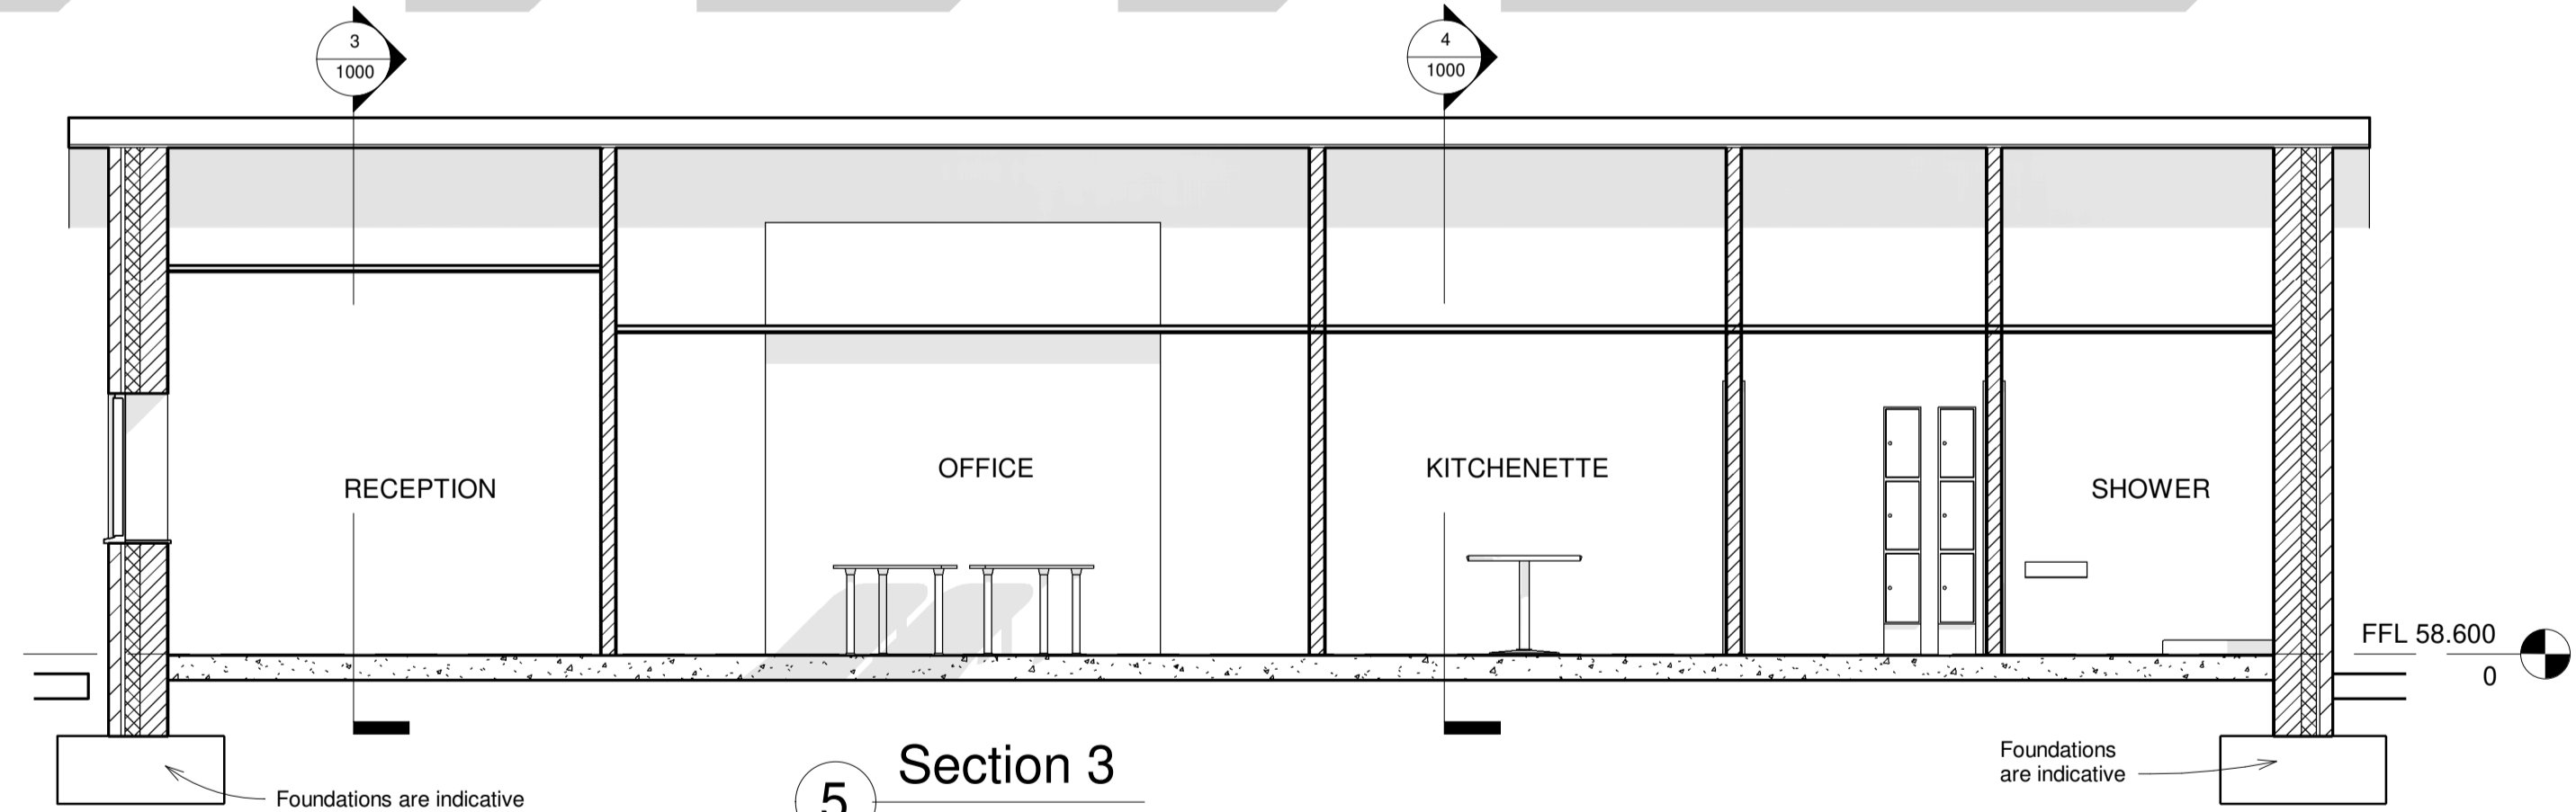 3
1000
4
1000
RECEPTION
OFFICE
KITCHENETTE
SHOWER
FFL 58.600
0
Foundations are indicative
5
Section 3
Foundations
are indicative